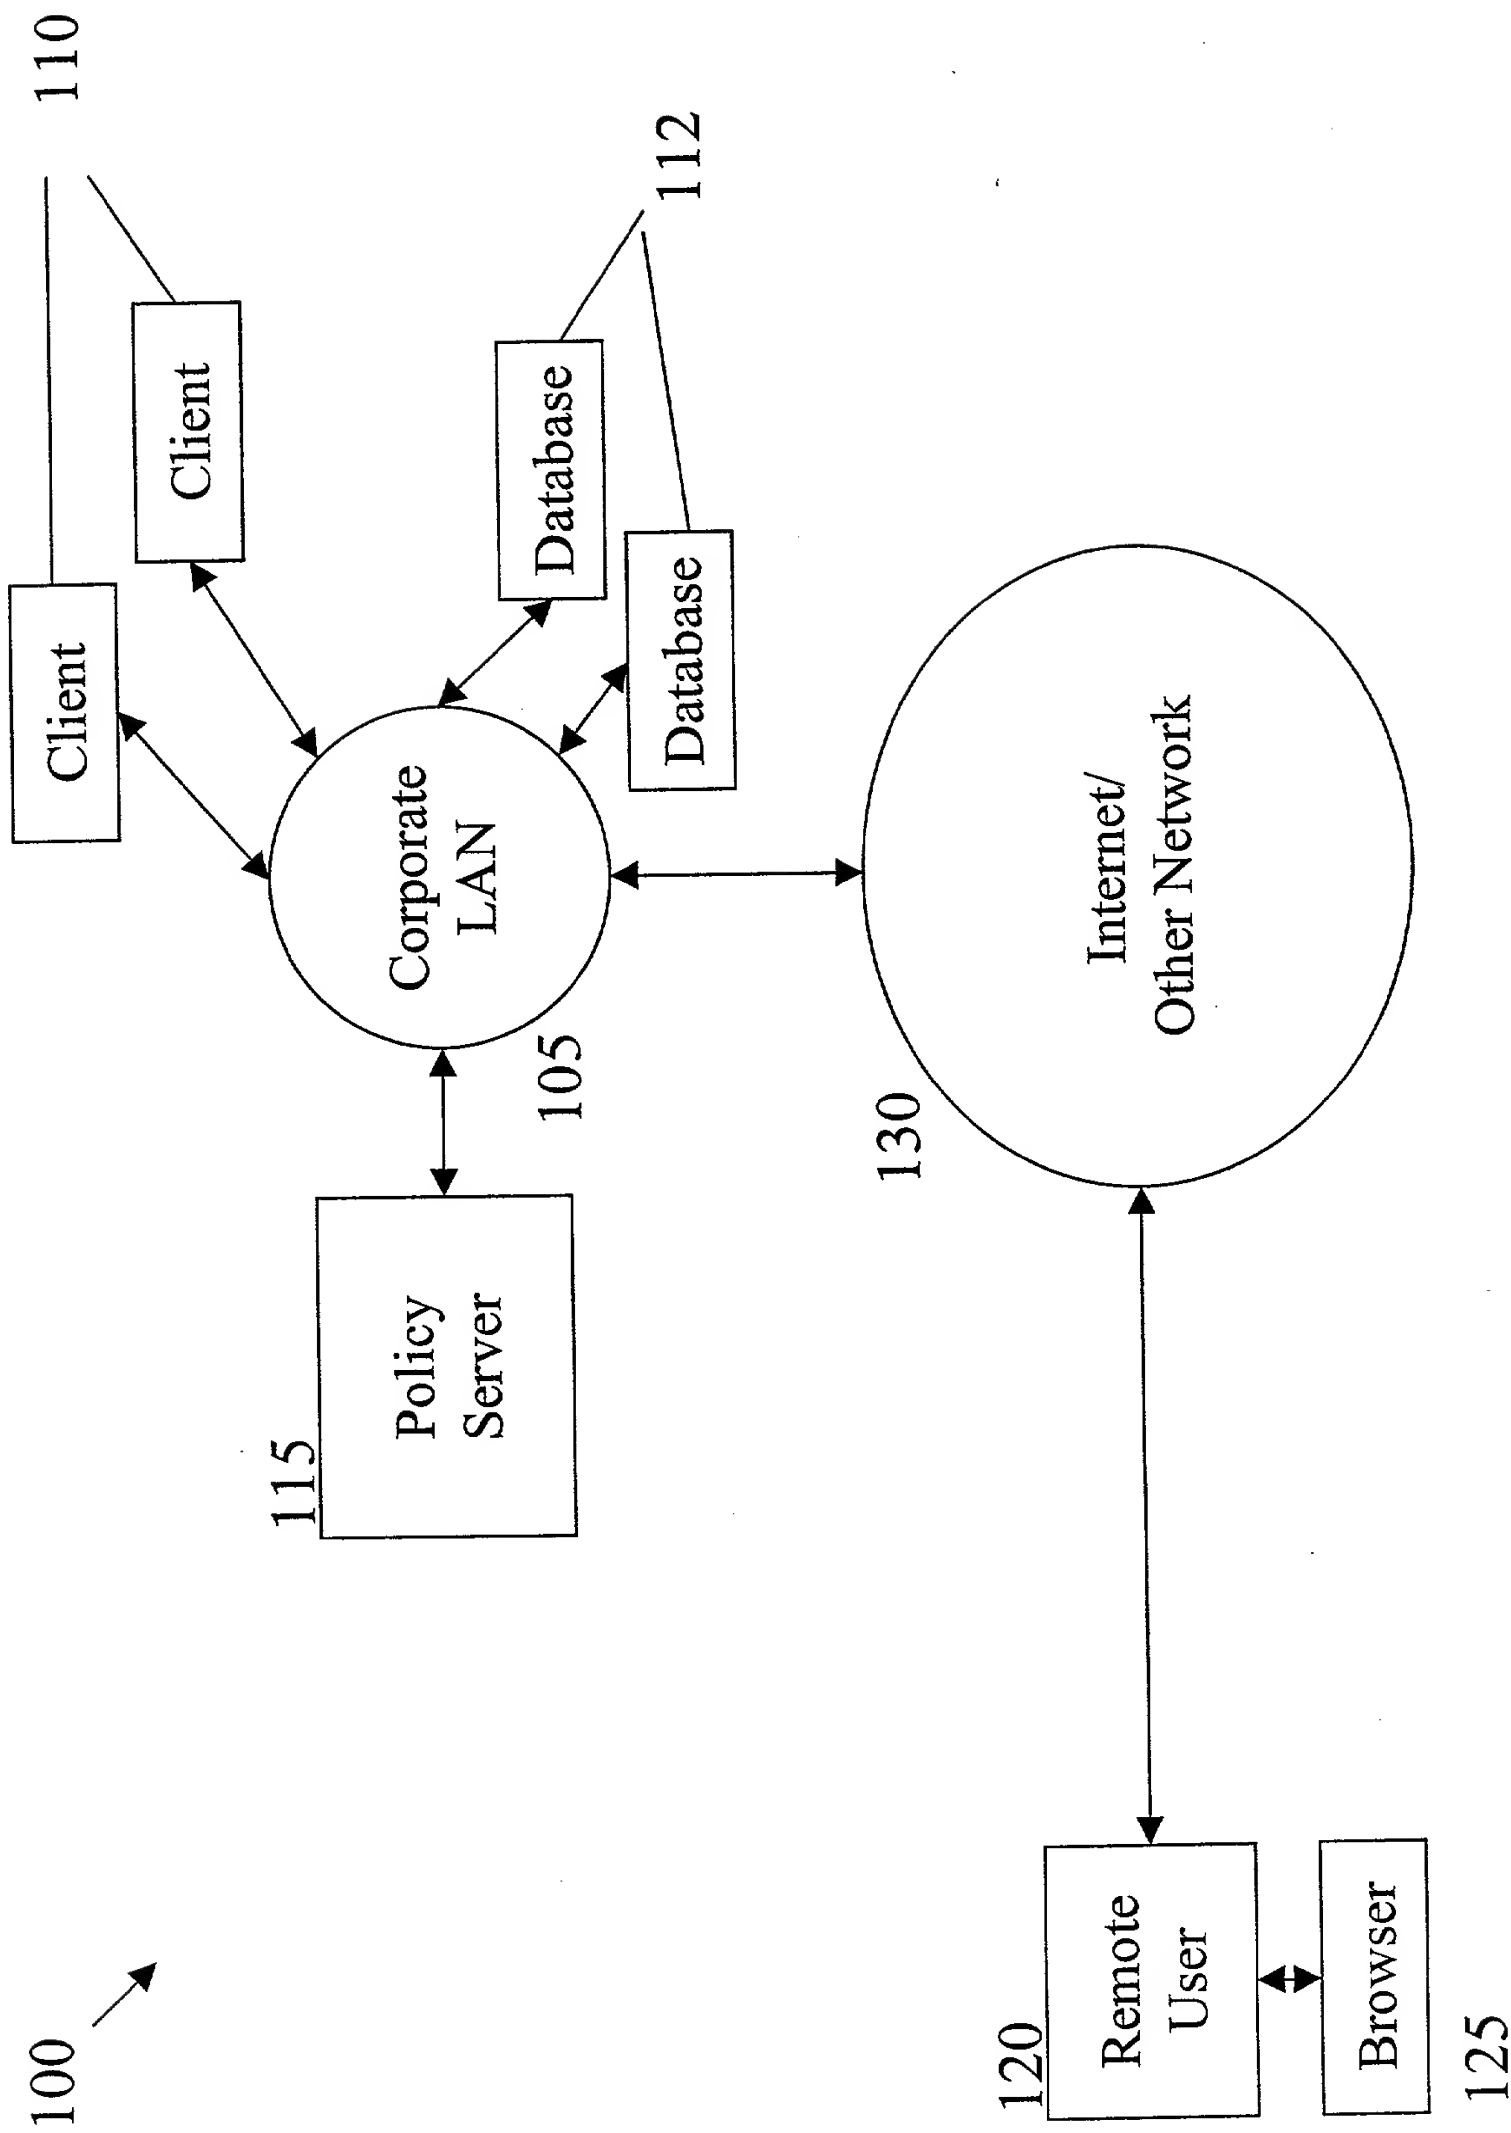 100
115
Policy
Server
105
Corporate
LAN
Client
Client
110
Database
Database
112
120
Remote
User
Browser
125
130
Internet/
Other Network